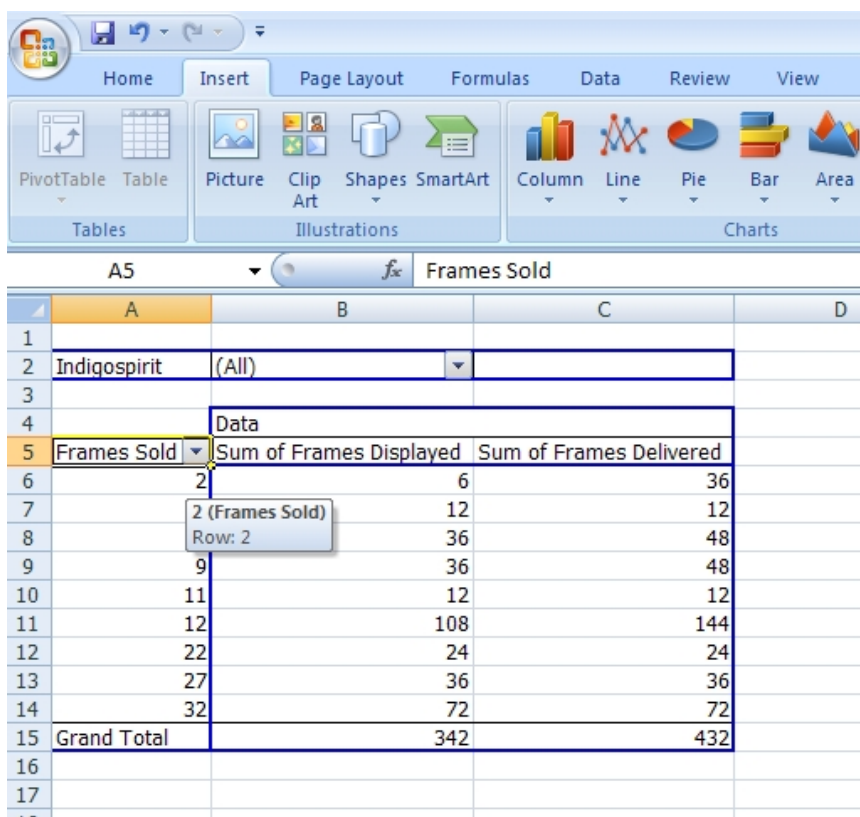 Home Insert Page Layout Formulas Data Review View
PivotTable Table Picture Clip Art Shapes SmartArt Column Line Pie Bar Area
Tables Illustrations Charts
A5 fx Frames Sold
A B C D
1
2 Indigospirit (All)
3
4 Data
5 Frames Sold Sum of Frames Displayed Sum of Frames Delivered
6 2 6 36
7 12 12
8 36 48
9 9 36 48
10 11 12 12
11 12 108 144
12 22 24 24
13 27 36 36
14 32 72 72
15 Grand Total 342 432
16
17
2 (Frames Sold)
Row: 2